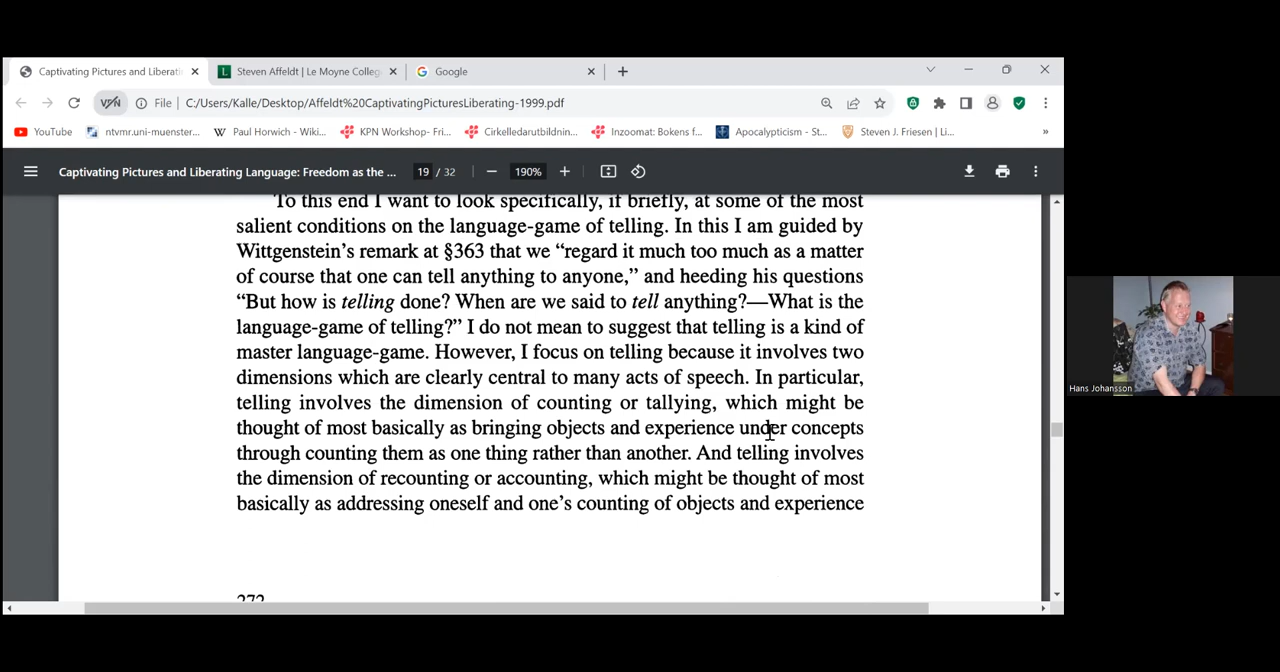 Captivating Pictures and Liberati
Steven Affeldt | Le Moyne Colleg
Google
VPN
File
C:/Users/Kalle/Desktop/Affeldt%20CaptivatingPicturesLiberating-1999.pdf
YouTube
ntvmr.uni-muenster...
Paul Horwich - Wiki...
KPN Workshop- Fri...
Cirkelledarutbildnin...
Inzoomat: Bokens f...
Apocalypticism - St...
Steven J. Friesen | Li...
»
Captivating Pictures and Liberating Language: Freedom as the ...
19 / 32
190%
To this end I want to look specifically, if briefly, at some of the most
salient conditions on the language-game of telling. In this I am guided by
Wittgenstein’s remark at §363 that we “regard it much too much as a matter
of course that one can tell anything to anyone,” and heeding his questions
“But how is telling done? When are we said to tell anything?—What is the
language-game of telling?” I do not mean to suggest that telling is a kind of
master language-game. However, I focus on telling because it involves two
dimensions which are clearly central to many acts of speech. In particular,
telling involves the dimension of counting or tallying, which might be
thought of most basically as bringing objects and experience under concepts
through counting them as one thing rather than another. And telling involves
the dimension of recounting or accounting, which might be thought of most
basically as addressing oneself and one’s counting of objects and experience
272
Hans Johansson